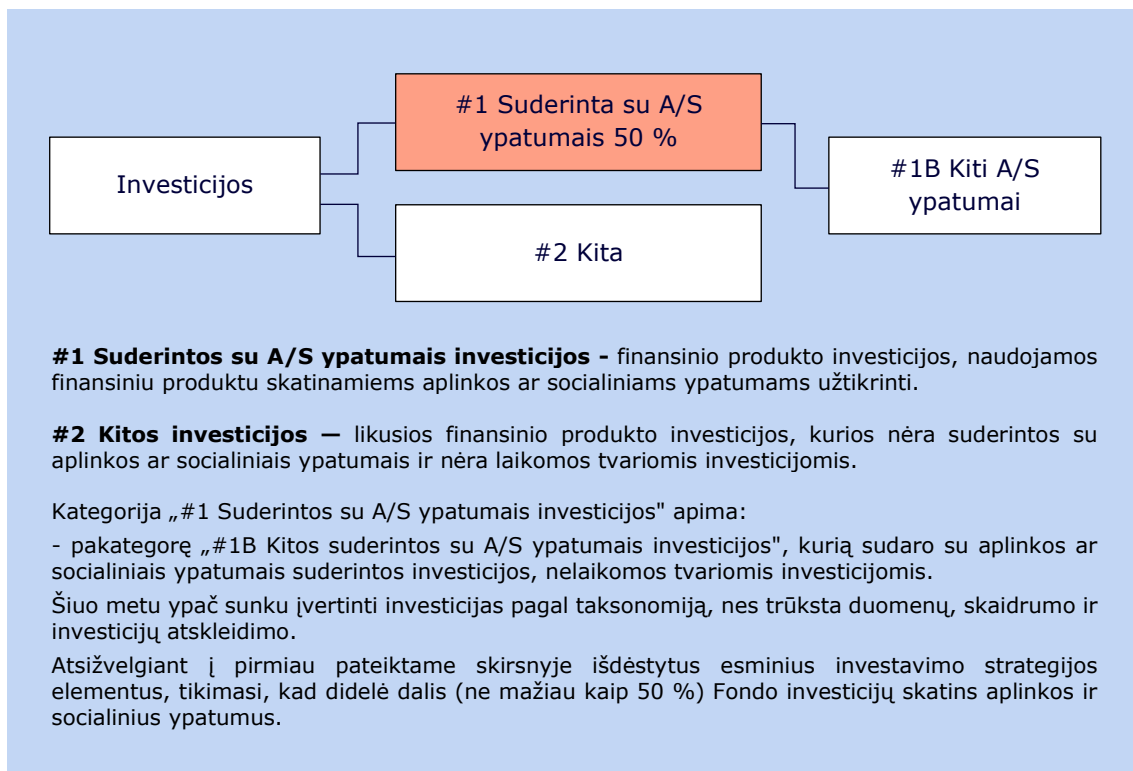 #1 Suderinta su A/S
ypatumais 50 %
Investicijos
#1B Kiti A/S
ypatumai
#2 Kita
#1 Suderintos su A/S ypatumais investicijos - finansinio produkto investicijos, naudojamos
finansiniu produktu skatinamiems aplinkos ar socialiniams ypatumams užtikrinti.
#2 Kitos investicijos — likusios finansinio produkto investicijos, kurios nėra suderintos su
aplinkos ar socialiniais ypatumais ir nėra laikomos tvariomis investicijomis.
Kategorija „#1 Suderintos su A/S ypatumais investicijos" apima:
- pakategorę „#1B Kitos suderintos su A/S ypatumais investicijos", kurią sudaro su aplinkos ar
socialiniais ypatumais suderintos investicijos, nelaikomos tvariomis investicijomis.
Šiuo metu ypač sunku įvertinti investicijas pagal taksonomiją, nes trūksta duomenų, skaidrumo ir
investicijų atskleidimo.
Atsižvelgiant į pirmiau pateiktame skirsnyje išdėstytus esminius investavimo strategijos
elementus, tikimasi, kad didelė dalis (ne mažiau kaip 50 %) Fondo investicijų skatins aplinkos ir
socialinius ypatumus.